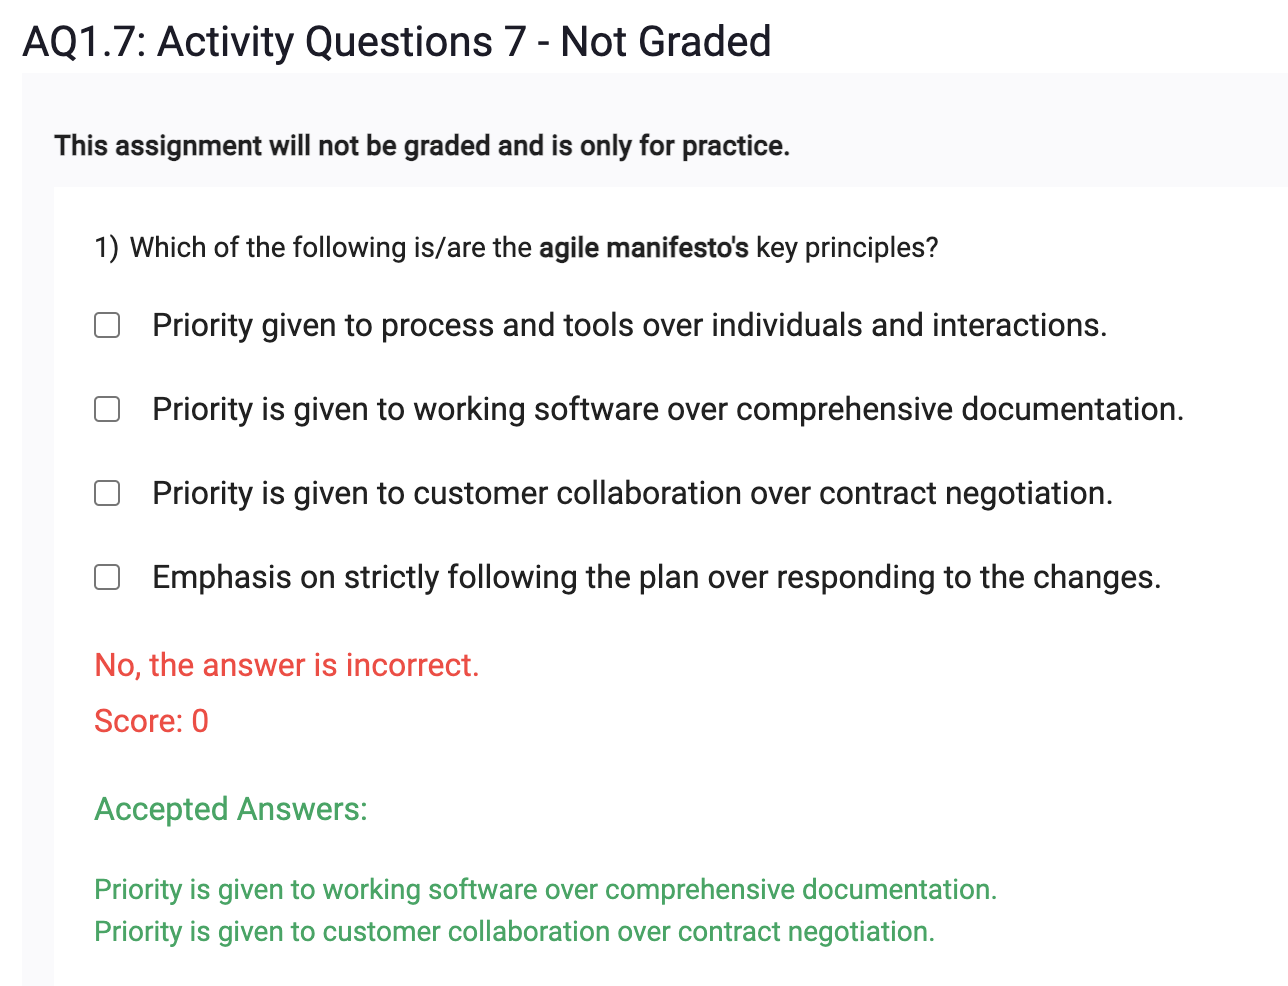 AQ1.7: Activity Questions 7 - Not Graded
This assignment will not be graded and is only for practice.
1) Which of the following is/are the agile manifesto's key principles?
Priority given to process and tools over individuals and interactions.
Priority is given to working software over comprehensive documentation.
Priority is given to customer collaboration over contract negotiation.
Emphasis on strictly following the plan over responding to the changes.
No, the answer is incorrect.
Score: 0
Accepted Answers:
Priority is given to working software over comprehensive documentation.
Priority is given to customer collaboration over contract negotiation.